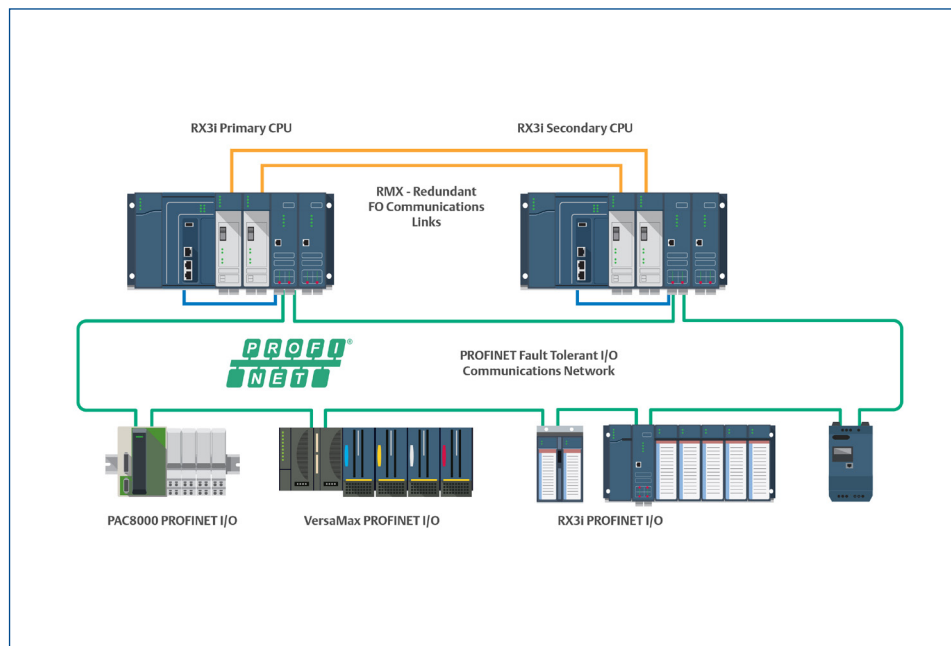 RX3i Primary CPU
RX3i Secondary CPU
RMX - Redundant
FO Communications
Links
PROFI®
NET
PROFINET Fault Tolerant I/O
Communications Network
PAC8000 PROFINET I/O
VersaMax PROFINET I/O
RX3i PROFINET I/O